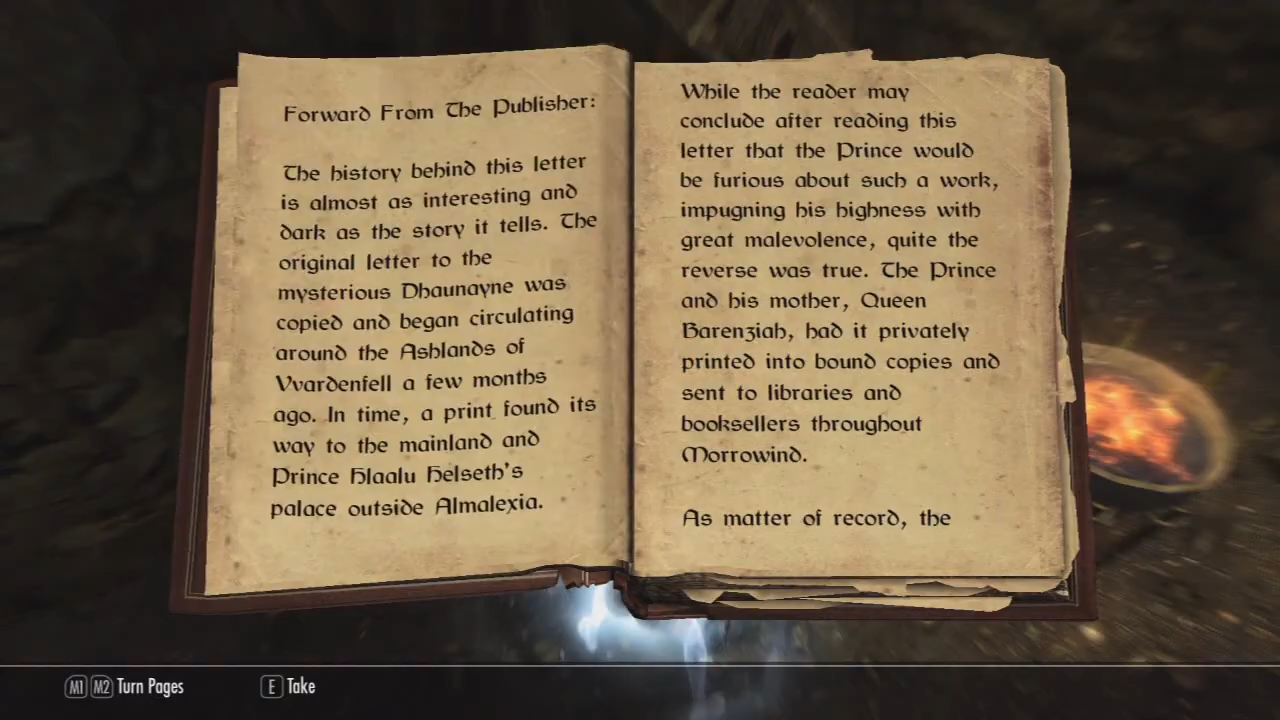 Forward From The Publisher:
The history behind this letter
is almost as interesting and
dark as the story it tells. The
original letter to the
mysterious Dhaunayne was
copied and began circulating
around the Ashlands of
Vvardenfell a few months
ago. In time, a print found its
way to the mainland and
Prince Hlaalu Helseth's
palace outside Almalexia.
While the reader may
conclude after reading this
letter that the Prince would
be furious about such a work,
impugning his highness with
great malevolence, quite the
reverse was true. The Prince
and his mother, Queen
Barenziah, had it privately
printed into bound copies and
sent to libraries and
booksellers throughout
Morrowind.
As matter of record, the
M1 M2 Turn Pages
E Take